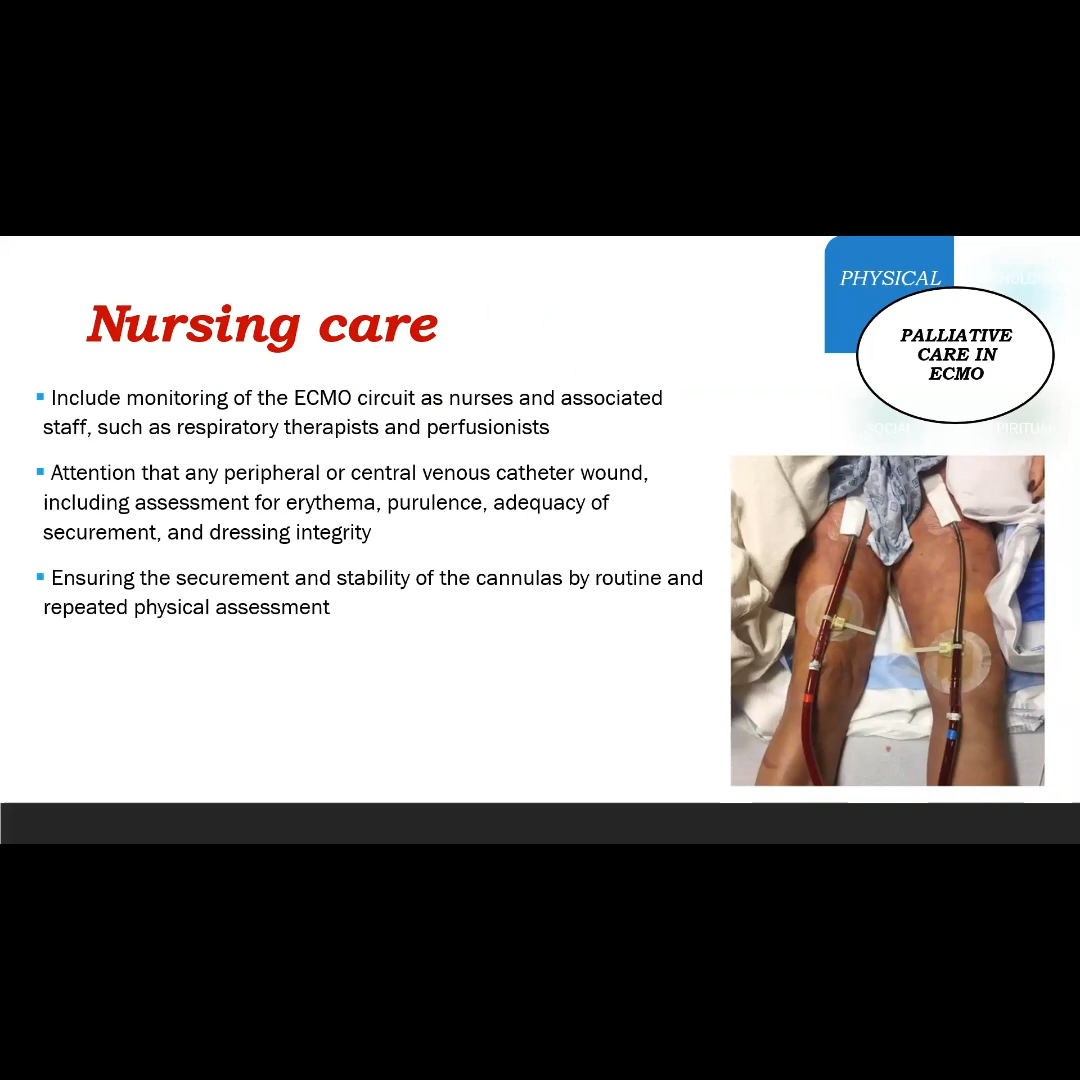 PHYSICAL
Nursing care
PALLIATIVE
CARE IN
ECMO
▪ Include monitoring of the ECMO circuit as nurses and associated
staff, such as respiratory therapists and perfusionists
SOCIAL
▪ Attention that any peripheral or central venous catheter wound,
including assessment for erythema, purulence, adequacy of
securement, and dressing integrity
▪ Ensuring the securement and stability of the cannulas by routine and
repeated physical assessment